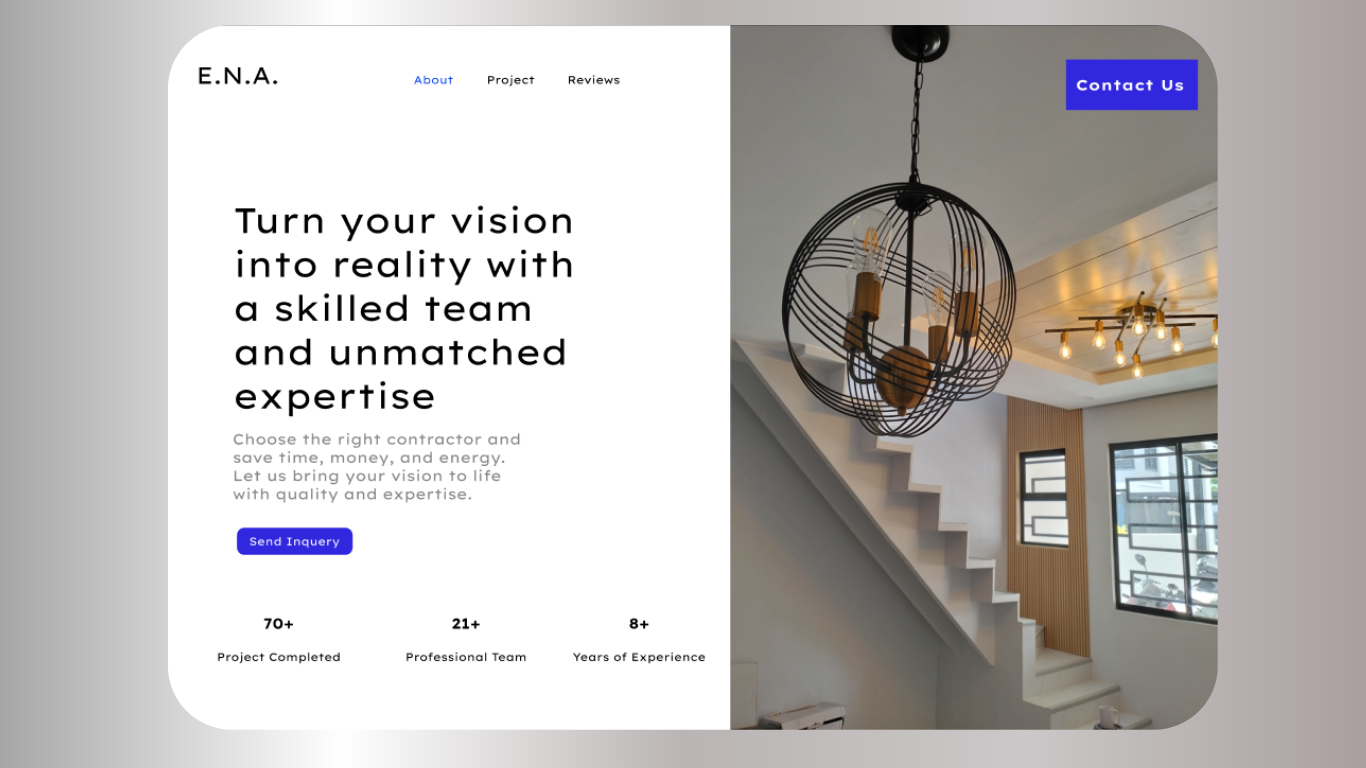 E.N.A.
About
Project
Reviews
Contact Us
Turn your vision
into reality with
a skilled team
and unmatched
expertise
Choose the right contractor and
save time, money, and energy.
Let us bring your vision to life
with quality and expertise.
Send Inquery
70+
Project Completed
21+
Professional Team
8+
Years of Experience